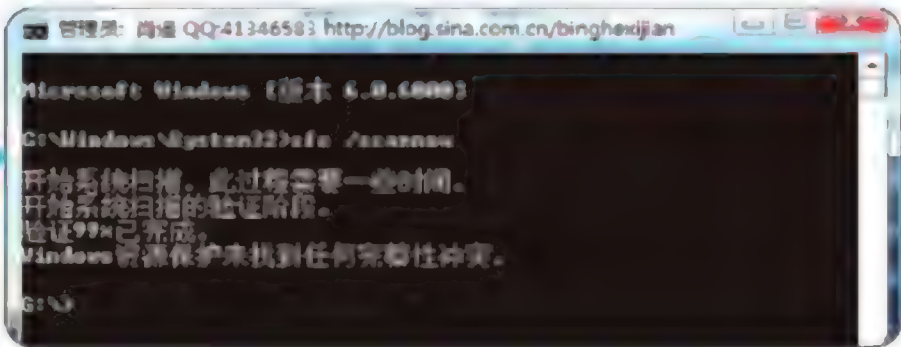 管理员: 尚通 QQ:41346583 http://blog.sina.com.cn/binghexijian
Microsoft Windows [版本 6.0.6000]
C:\Windows\System32>sfc /scannow
开始系统扫描。此过程需要一些时间。
开始系统扫描的验证阶段。
验证99%已完成。
Windows资源保护未找到任何完整性冲突。
G:\>